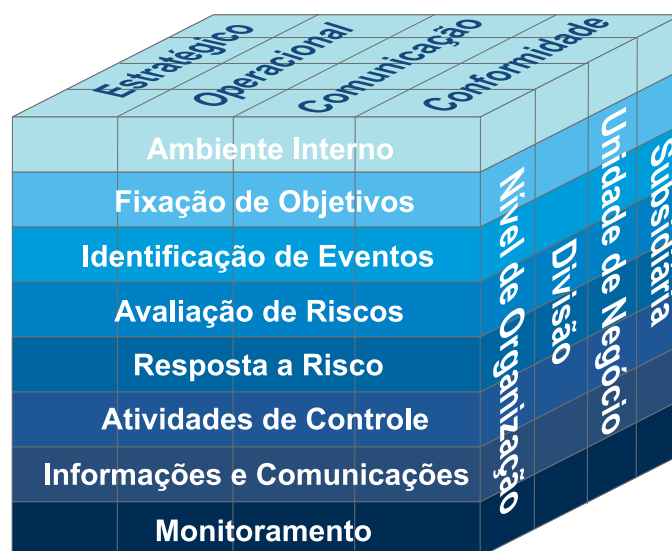 Estratégico
Operacional
Comunicação
Conformidade
Ambiente Interno
Fixação de Objetivos
Identificação de Eventos
Avaliação de Riscos
Resposta a Risco
Atividades de Controle
Informações e Comunicações
Monitoramento
Nível de Organização
Divisão
Unidade de Negócio
Subsidiária